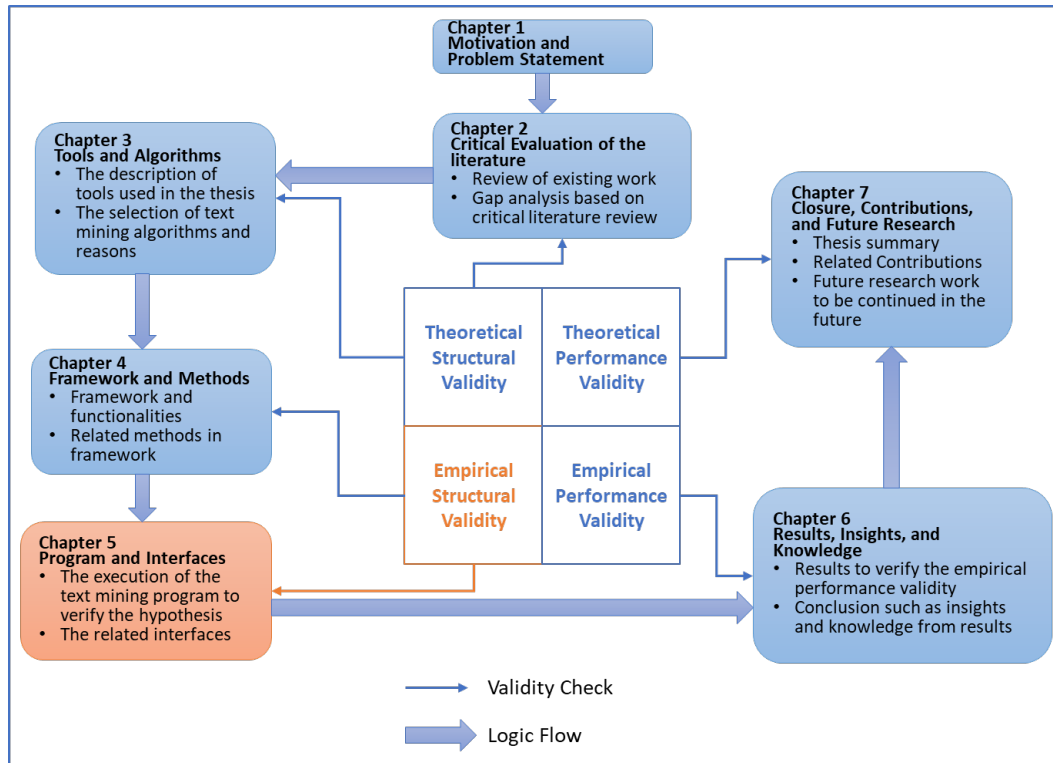 Chapter 1
Motivation and
Problem Statement
Chapter 2
Critical Evaluation of the
literature
• Review of existing work
• Gap analysis based on
critical literature review
Chapter 3
Tools and Algorithms
• The description of
tools used in the thesis
• The selection of text
mining algorithms and
reasons
Chapter 4
Framework and Methods
• Framework and
functionalities
• Related methods in
framework
Chapter 5
Program and Interfaces
• The execution of the
text mining program to
verify the hypothesis
• The related interfaces
Theoretical
Structural
Validity
Theoretical
Performance
Validity
Empirical
Structural
Validity
Empirical
Performance
Validity
Chapter 7
Closure, Contributions,
and Future Research
• Thesis summary
• Related Contributions
• Future research work
to be continued in the
future
Chapter 6
Results, Insights, and
Knowledge
• Results to verify the empirical
performance validity
• Conclusion such as insights
and knowledge from results
Validity Check
Logic Flow